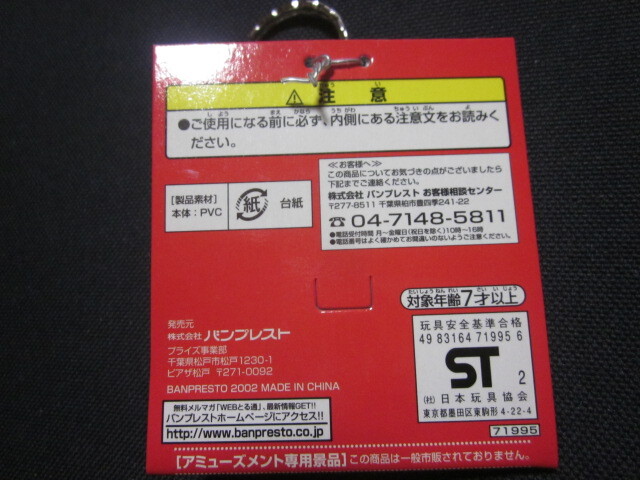 注意
●ご使用になる前に必ず、内側にある注意文をお読みく
ださい。
≪お客様へ≫
この商品についてお気づきの点がございましたら
下記までご連絡ください。
株式会社 バンプレスト お客様相談センター
〒277-8511 千葉県柏市豊四季241-22
☎04-7148-5811
●電話受付時間 月~金曜日(祝日を除く)10時~16時
●電話番号はよく確かめてお間違いのないようご注意ください。
【製品素材】
本体:PVC
紙
台紙
たいしょうねんれい さい いじょう
対象年齢7才以上
発売元
株式会社 バンプレスト
プライズ事業部
千葉県松戸市松戸1230-1
ピアザ松戸 〒271-0092
BANPRESTO 2002 MADE IN CHINA
無料メルマガ「WEBとる通」、最新情報GET!!
バンプレストホームページにアクセス!!
http://www.banpresto.co.jp
玩具安全基準合格
49 83164 71995 6
ST 2
(社)日本玩具協会
東京都墨田区東駒形4-22-4
71995
【アミューズメント専用景品】この商品は一般市販されておりません。